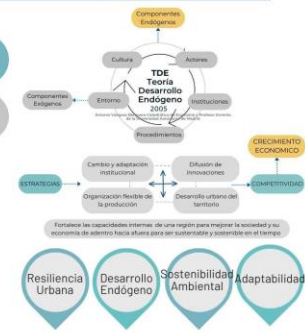 Componentes
Endógenos
Cultura
Actores
TDE
Teoría
Desarrollo
Endógeno
2005
Componentes
Exógenos
Entorno
Instituciones
Procedimientos
CRECIMIENTO
ECONOMICO
Cambio y adaptación
institucional
Difusión de
innovaciones
ESTRATEGIAS
COMPETITIVIDAD
Organización flexible de
la producción
Desarrollo urbano del
territorio
Fortalece las capacidades internas de una región para mejorar la sociedad y su
economía de adentro hacia afuera para ser sustentable y sostenible en el tiempo
Resiliencia
Urbana
Desarrollo
Endógeno
Sostenibilidad
Ambiental
Adaptabilidad